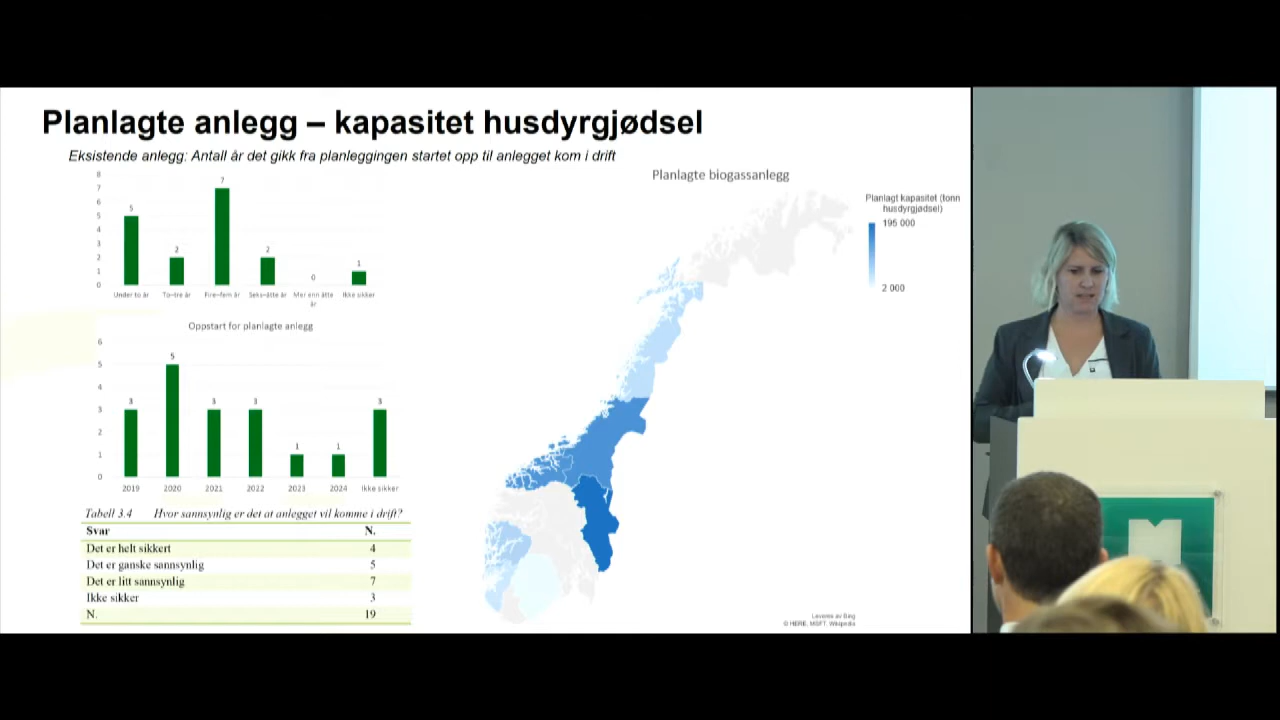 Planlagte anlegg – kapasitet husdyrgjødsel
Eksistende anlegg: Antall år det gikk fra planleggingen startet opp til anlegget kom i drift
8
7
6
5
4
3
2
1
0
5
2
7
2
0
1
Under to år
To–tre år
Fire–fem år
Seks–åtte år
Mer enn åtte
år
Ikke sikker
Oppstart for planlagte anlegg
6
5
4
3
2
1
0
3
5
3
3
1
1
3
2019
2020
2021
2022
2023
2024
Ikke sikker
Tabell 3.4 Hvor sannsynlig er det at anlegget vil komme i drift?
Svar N.
Det er helt sikkert 4
Det er ganske sannsynlig 5
Det er litt sannsynlig 7
Ikke sikker 3
N. 19
Planlagte biogassanlegg
Planlagt kapasitet (tonn
husdyrgjødsel)
195 000
2 000
Leveres av Bing
© HERE, MSFT, Wikipedia